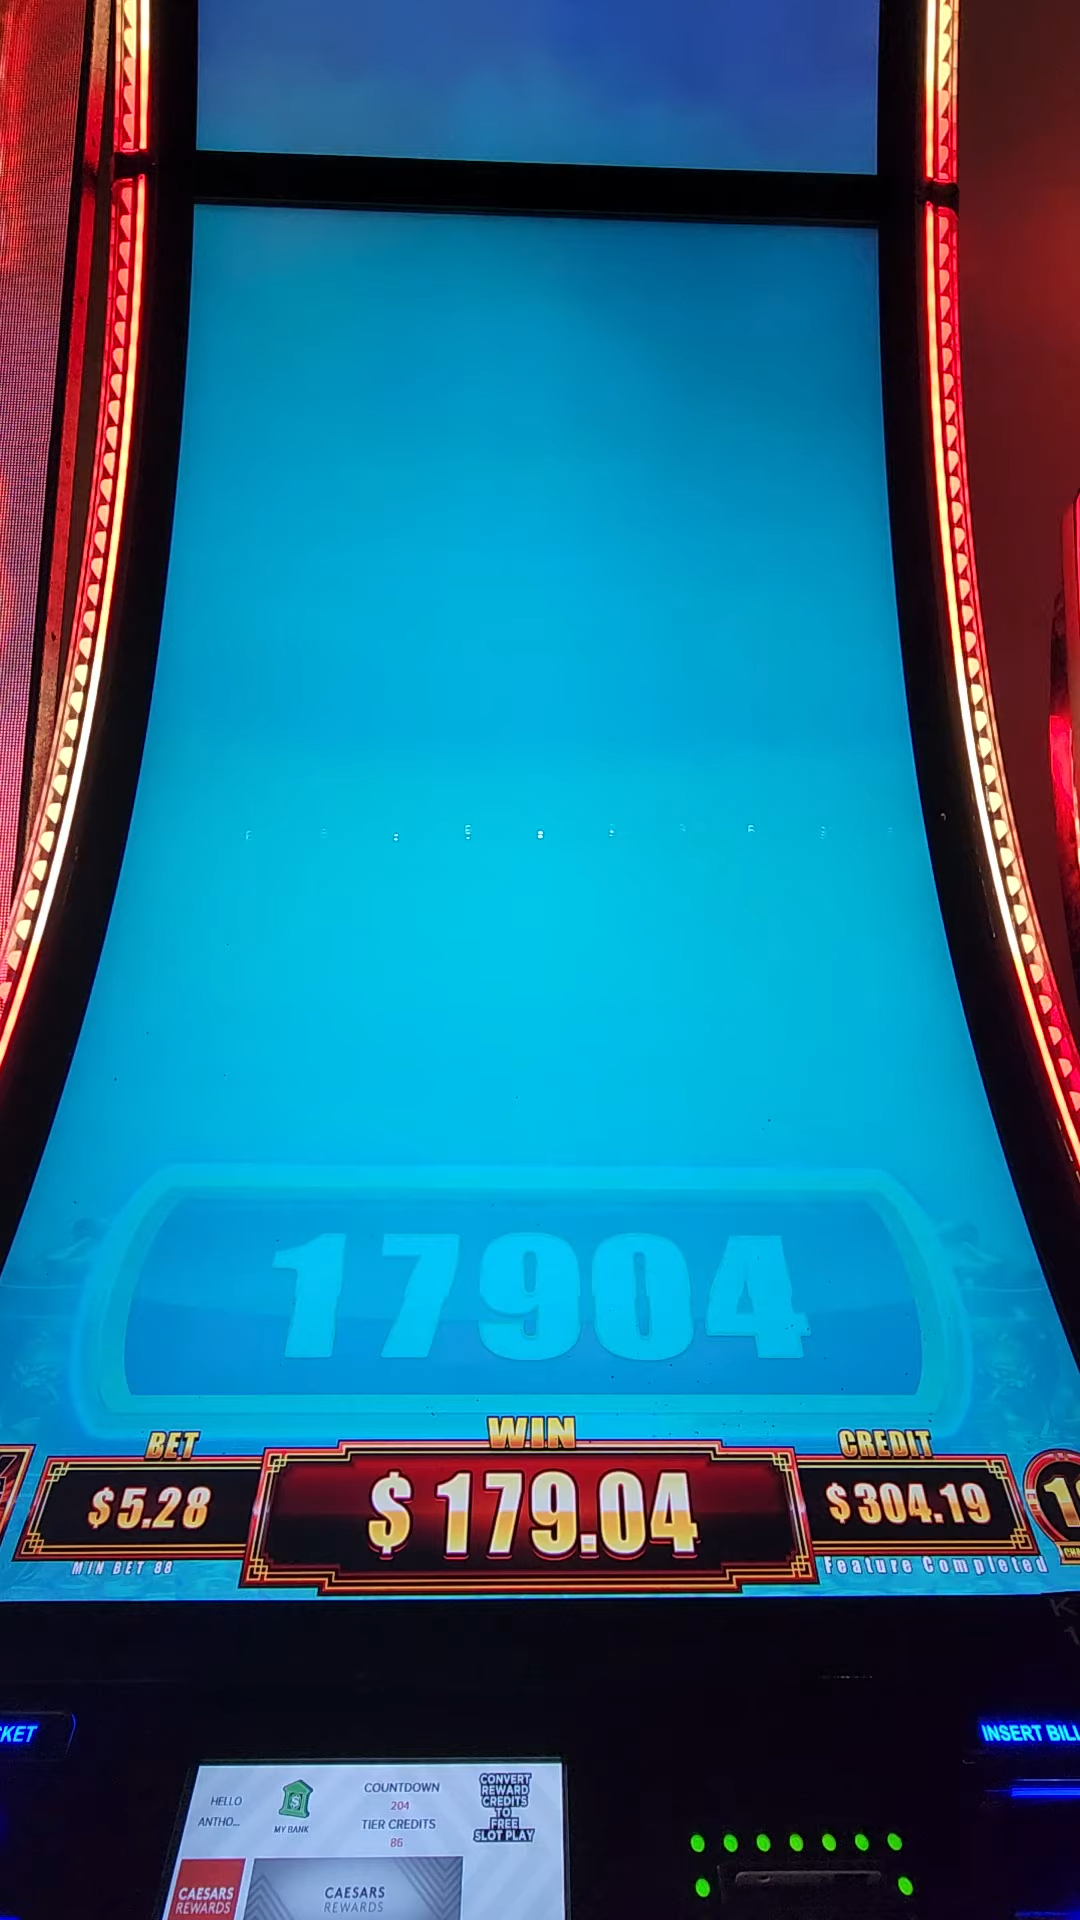 17904
BET
WIN
CREDIT
$5.28
$179.04
$304.19
MIN BET 88
Feature Completed
INSERT BILL
HELLO
ANTHO...
MY BANK
COUNTDOWN
204
TIER CREDITS
86
CONVERT
REWARD
CREDITS
TO
FREE
SLOT PLAY
CAESARS
REWARDS
CAESARS
REWARDS